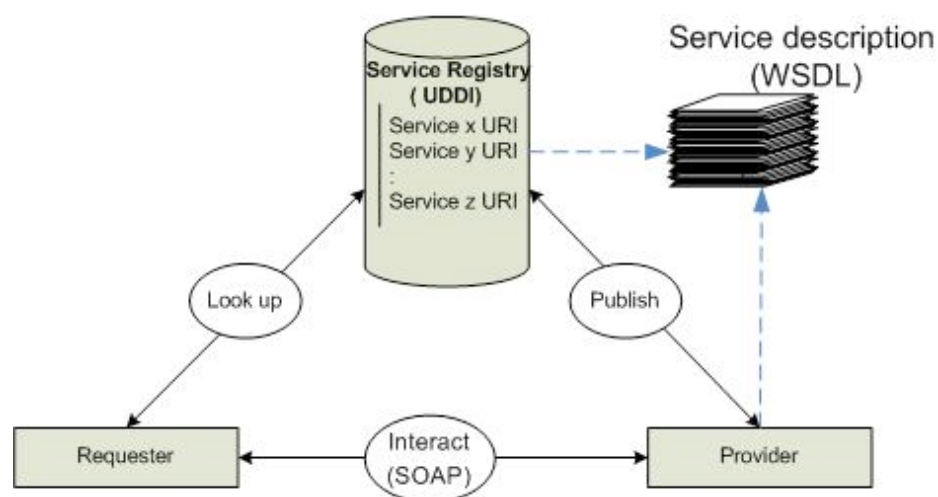 Service Registry
( UDDI)
Service x URI
Service y URI
:
Service z URI
Service description
(WSDL)
Look up
Publish
Requester
Interact
(SOAP)
Provider